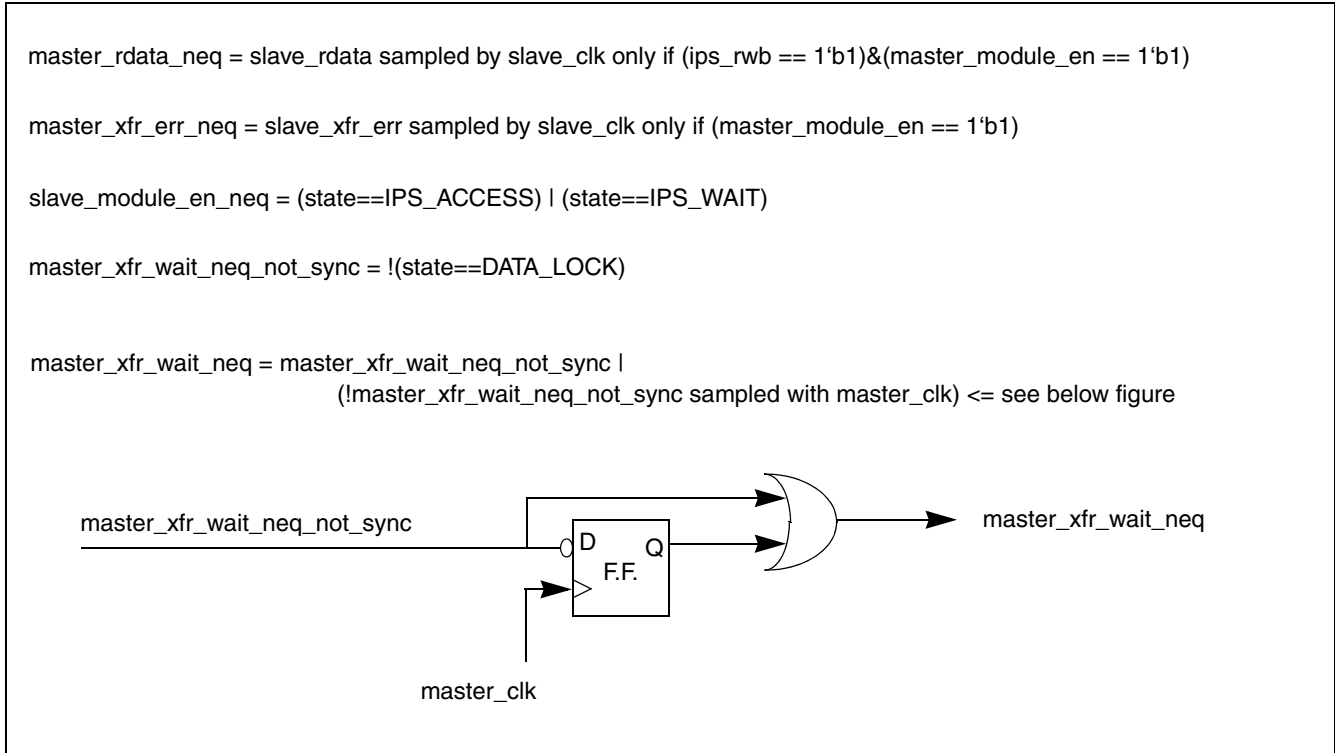 master_rdata_neq = slave_rdata sampled by slave_clk only if (ips_rwb == 1‘b1)&(master_module_en == 1‘b1)
master_xfr_err_neq = slave_xfr_err sampled by slave_clk only if (master_module_en == 1‘b1)
slave_module_en_neq = (state==IPS_ACCESS) | (state==IPS_WAIT)
master_xfr_wait_neq_not_sync = !(state==DATA_LOCK)
master_xfr_wait_neq = master_xfr_wait_neq_not_sync |
(!master_xfr_wait_neq_not_sync sampled with master_clk) <= see below figure
master_xfr_wait_neq_not_sync
D Q
F.F.
master_xfr_wait_neq
master_clk